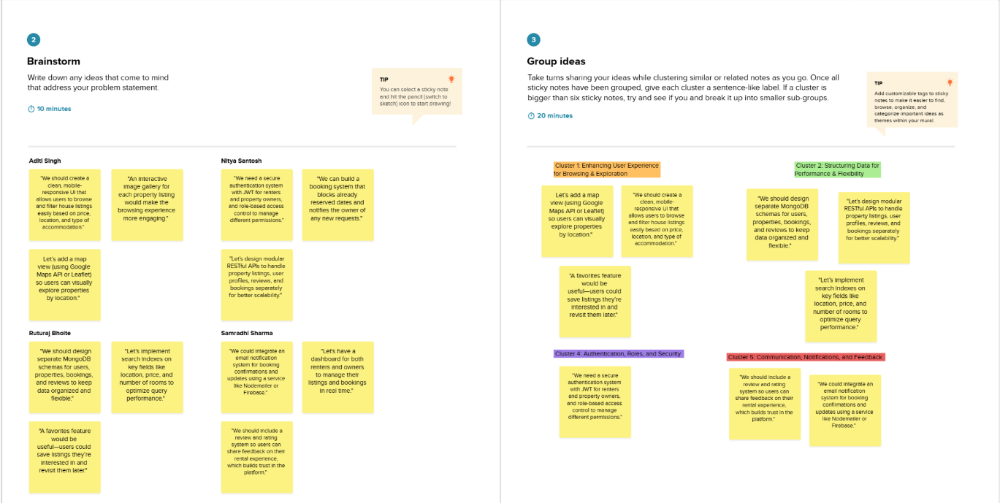 2
Brainstorm
Write down any ideas that come to mind
that address your problem statement.
10 minutes
TIP
You can select a sticky note
and hit the pencil [switch to
sketch] icon to start drawing!
Aditi Singh
"We should create a
clean, mobile-
responsive UI that
allows users to browse
and filter house listings
easily based on price,
location, and type of
accommodation."
"An interactive
image gallery for
each property listing
would make the
browsing experience
more engaging."
Let's add a map
view (using Google
Maps API or Leaflet)
so users can visually
explore properties
by location."
Nitya Santosh
"We need a secure
authentication system
with JWT for renters
and property owners,
and role-based access
control to manage
different permissions."
"We can build a
booking system that
blocks already
reserved dates and
notifies the owner of
any new requests."
"Let's design modular
RESTful APIs to handle
property listings, user
profiles, reviews, and
bookings separately
for better scalability."
Ruturaj Bhoite
"We should design
separate MongoDB
schemas for users,
properties, bookings,
and reviews to keep
data organized and
flexible."
"Let's implement
search indexes on
key fields like
location, price, and
number of rooms to
optimize query
performance."
"A favorites feature
would be
useful—users could
save listings they're
interested in and
revisit them later."
Samradhi Sharma
"We could integrate an
email notification
system for booking
confirmations and
updates using a service
like Nodemailer or
Firebase."
"Let's have a
dashboard for both
renters and owners
to manage their
listings and bookings
in real time."
"We should include a
review and rating
system so users can
share feedback on their
rental experience,
which builds trust in the
platform."
3
Group ideas
Take turns sharing your ideas while clustering similar or related notes as you go. Once all
sticky notes have been grouped, give each cluster a sentence-like label. If a cluster is
bigger than six sticky notes, try and see if you and break it up into smaller sub-groups.
20 minutes
TIP
Add customizable tags to sticky
notes to make it easier to find,
browse, organize, and
categorize important ideas as
themes within your mural.
Cluster 1: Enhancing User Experience
for Browsing & Exploration
Let's add a map
view (using Google
Maps API or Leaflet)
so users can visually
explore properties
by location."
"We should create a
clean, mobile-
responsive UI that
allows users to browse
and filter house listings
easily based on price,
location, and type of
accommodation."
"A favorites feature
would be
useful—users could
save listings they're
interested in and
revisit them later."
Cluster 2: Structuring Data for
Performance & Flexibility
"We should design
separate MongoDB
schemas for users,
properties, bookings,
and reviews to keep
data organized and
flexible."
"Let's design modular
RESTful APIs to handle
property listings, user
profiles, reviews, and
bookings separately
for better scalability."
"Let's implement
search indexes on
key fields like
location, price, and
number of rooms to
optimize query
performance."
Cluster 4: Authentication, Roles, and Security
"We need a secure
authentication system
with JWT for renters
and property owners,
and role-based access
control to manage
different permissions."
Cluster 5: Communication, Notifications, and Feedback
"We should include a
review and rating
system so users can
share feedback on their
rental experience,
which builds trust in the
platform."
"We could integrate an
email notification
system for booking
confirmations and
updates using a service
like Nodemailer or
Firebase."